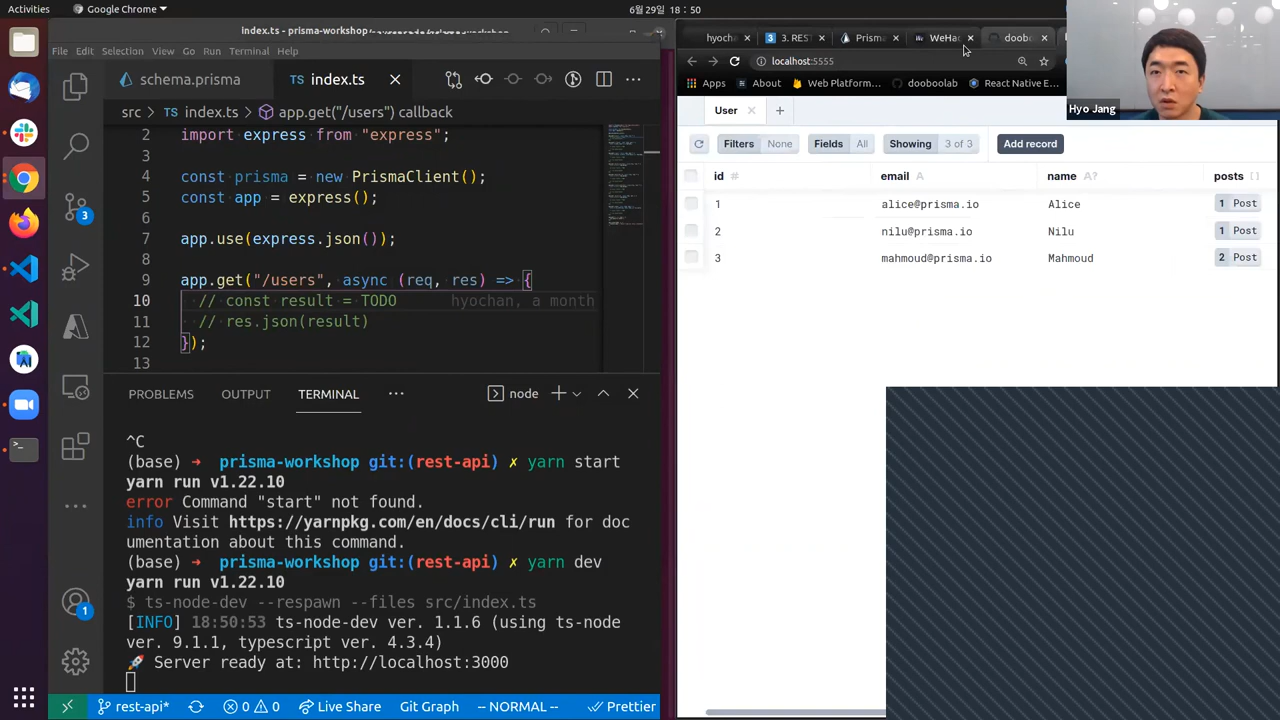 Activities
Google Chrome
6월29일 18:50
index.ts - prisma-workshop
File Edit Selection View Go Run Terminal Help
schema.prisma
TS index.ts
src > TS index.ts > app.get("/users") callback
2 import express from "express";
3
4 const prisma = new PrismaClient();
5 const app = express();
6
7 app.use(express.json());
8
9 app.get("/users", async (req, res) => {
10 // const result = TODO hyochan, a month
11 // res.json(result)
12 });
13
PROBLEMS OUTPUT TERMINAL ... node
^C
(base) → prisma-workshop git:(rest-api) ✗ yarn start
yarn run v1.22.10
error Command "start" not found.
info Visit https://yarnpkg.com/en/docs/cli/run for doc
umentation about this command.
(base) → prisma-workshop git:(rest-api) ✗ yarn dev
yarn run v1.22.10
$ ts-node-dev --respawn --files src/index.ts
[INFO] 18:50:53 ts-node-dev ver. 1.1.6 (using ts-node
ver. 9.1.1, typescript ver. 4.3.4)
🚀 Server ready at: http://localhost:3000
3
1
rest-api* 0 0 Live Share Git Graph -- NORMAL -- Prettier
hyoch 3. RES Prisma WeHa doobo
localhost:5555
Apps About Web Platform... dooboolab React Native E...
Hyo Jang
User
Filters None Fields All Showing 3 of 3 Add record
id # email A name A? posts []
1 alice@prisma.io Alice 1 Post
2 nilu@prisma.io Nilu 1 Post
3 mahmoud@prisma.io Mahmoud 2 Post